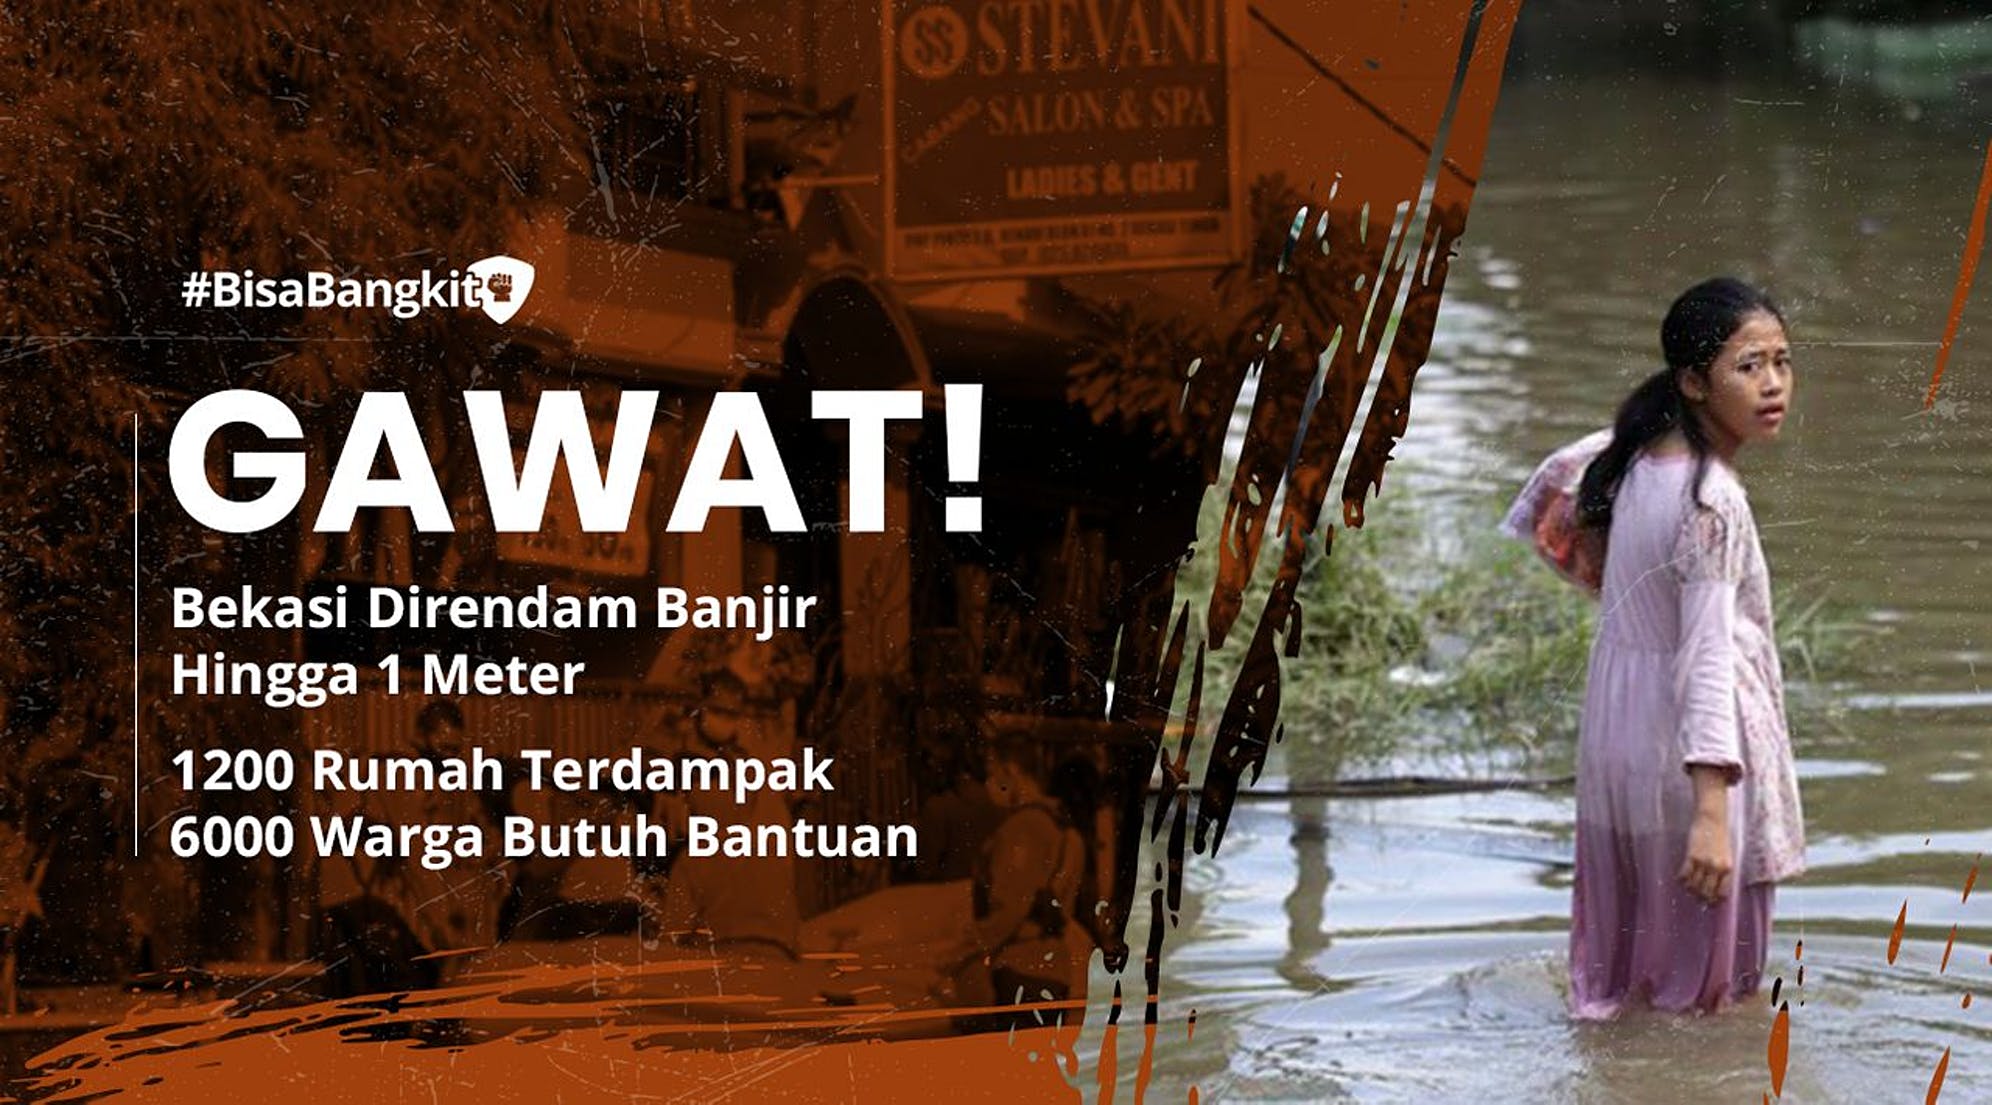 #BisaBangkit
GAWAT!
Bekasi Direndam Banjir
Hingga 1 Meter
1200 Rumah Terdampak
6000 Warga Butuh Bantuan
STEVANI
CABANG
SALON & SPA
LADIES & GENT